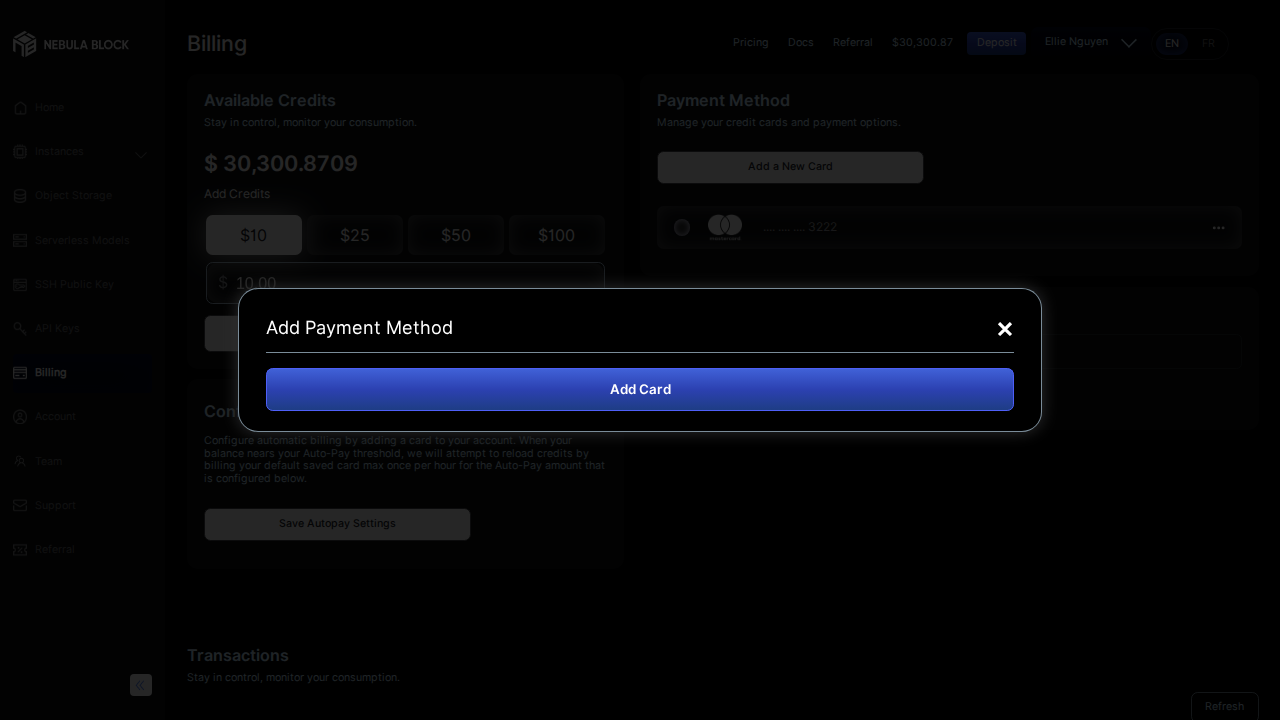 NEBULA BLOCK
Billing
Pricing
Docs
Referral
$30,300.87
Deposit
Ellie Nguyen
EN
FR
Home
Instances
Object Storage
Serverless Models
SSH Public Key
API Keys
Billing
Account
Team
Support
Referral
Available Credits
Stay in control, monitor your consumption.
$ 30,300.8709
Add Credits
$10
$25
$50
$100
$ 10.00
Payment Method
Manage your credit cards and payment options.
Add a New Card
.... .... .... 3222
Add Payment Method
Add Card
Configure automatic billing by adding a card to your account. When your
balance nears your Auto-Pay threshold, we will attempt to reload credits by
billing your default saved card max once per hour for the Auto-Pay amount that
is configured below.
Save Autopay Settings
Transactions
Stay in control, monitor your consumption.
Refresh